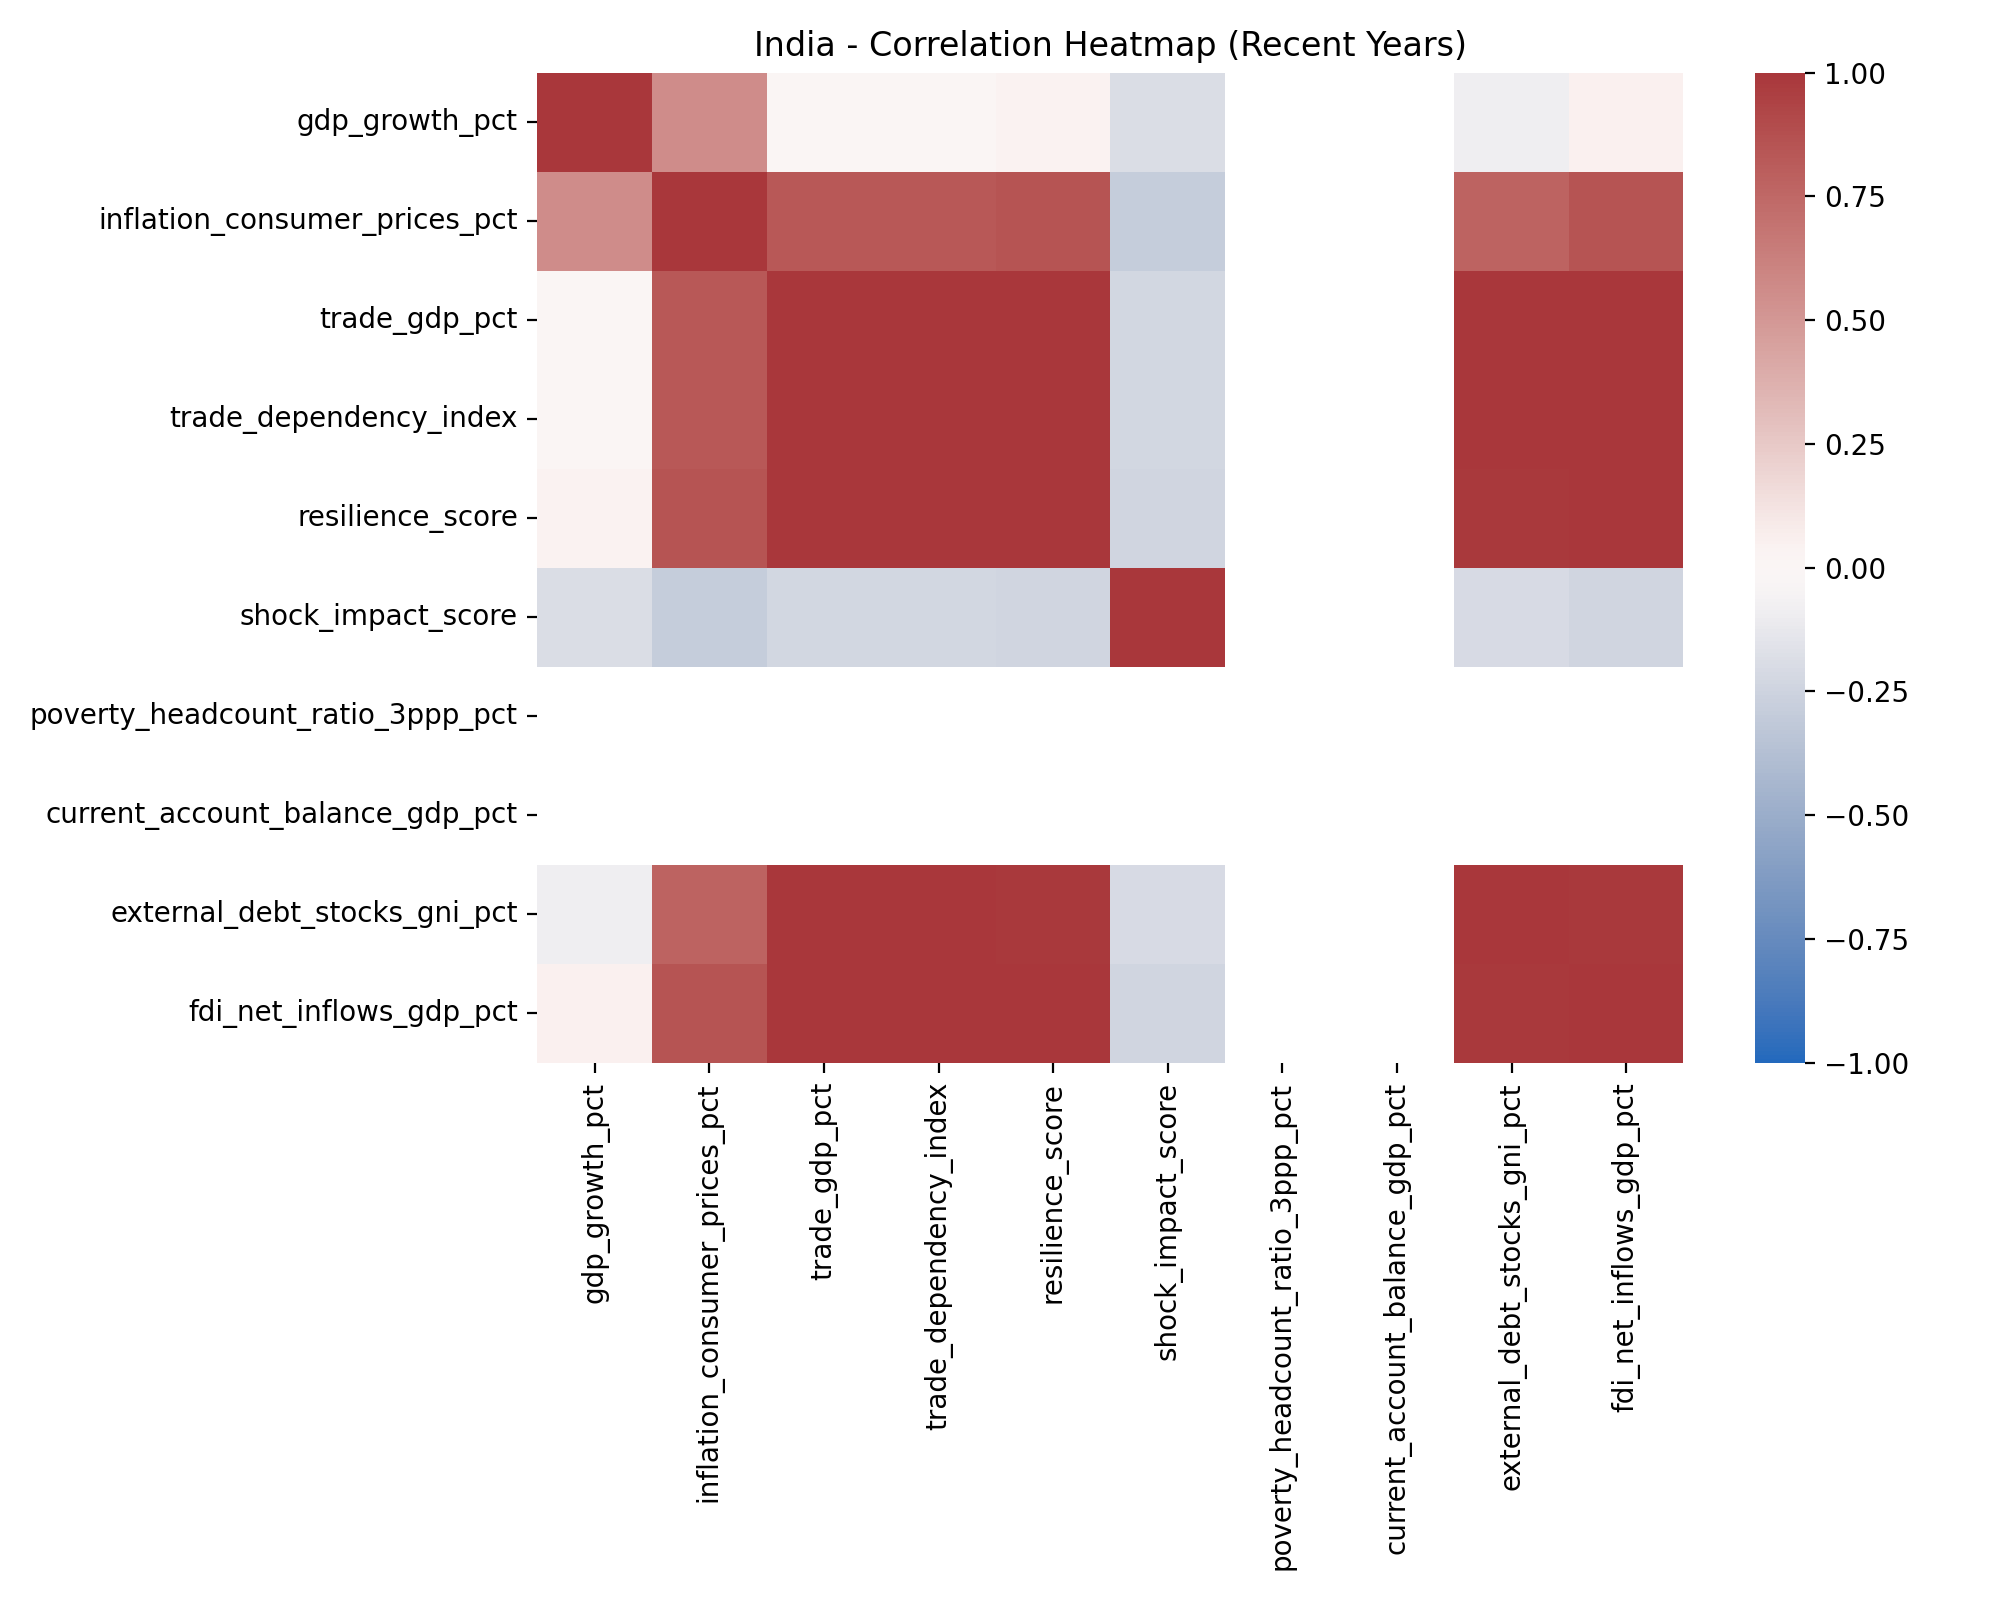 India - Correlation Heatmap (Recent Years)
gdp_growth_pct
inflation_consumer_prices_pct
trade_gdp_pct
trade_dependency_index
resilience_score
shock_impact_score
poverty_headcount_ratio_3ppp_pct
current_account_balance_gdp_pct
external_debt_stocks_gni_pct
fdi_net_inflows_gdp_pct
gdp_growth_pct
inflation_consumer_prices_pct
trade_gdp_pct
trade_dependency_index
resilience_score
shock_impact_score
poverty_headcount_ratio_3ppp_pct
current_account_balance_gdp_pct
external_debt_stocks_gni_pct
fdi_net_inflows_gdp_pct
1.00
0.75
0.50
0.25
0.00
−0.25
−0.50
−0.75
−1.00